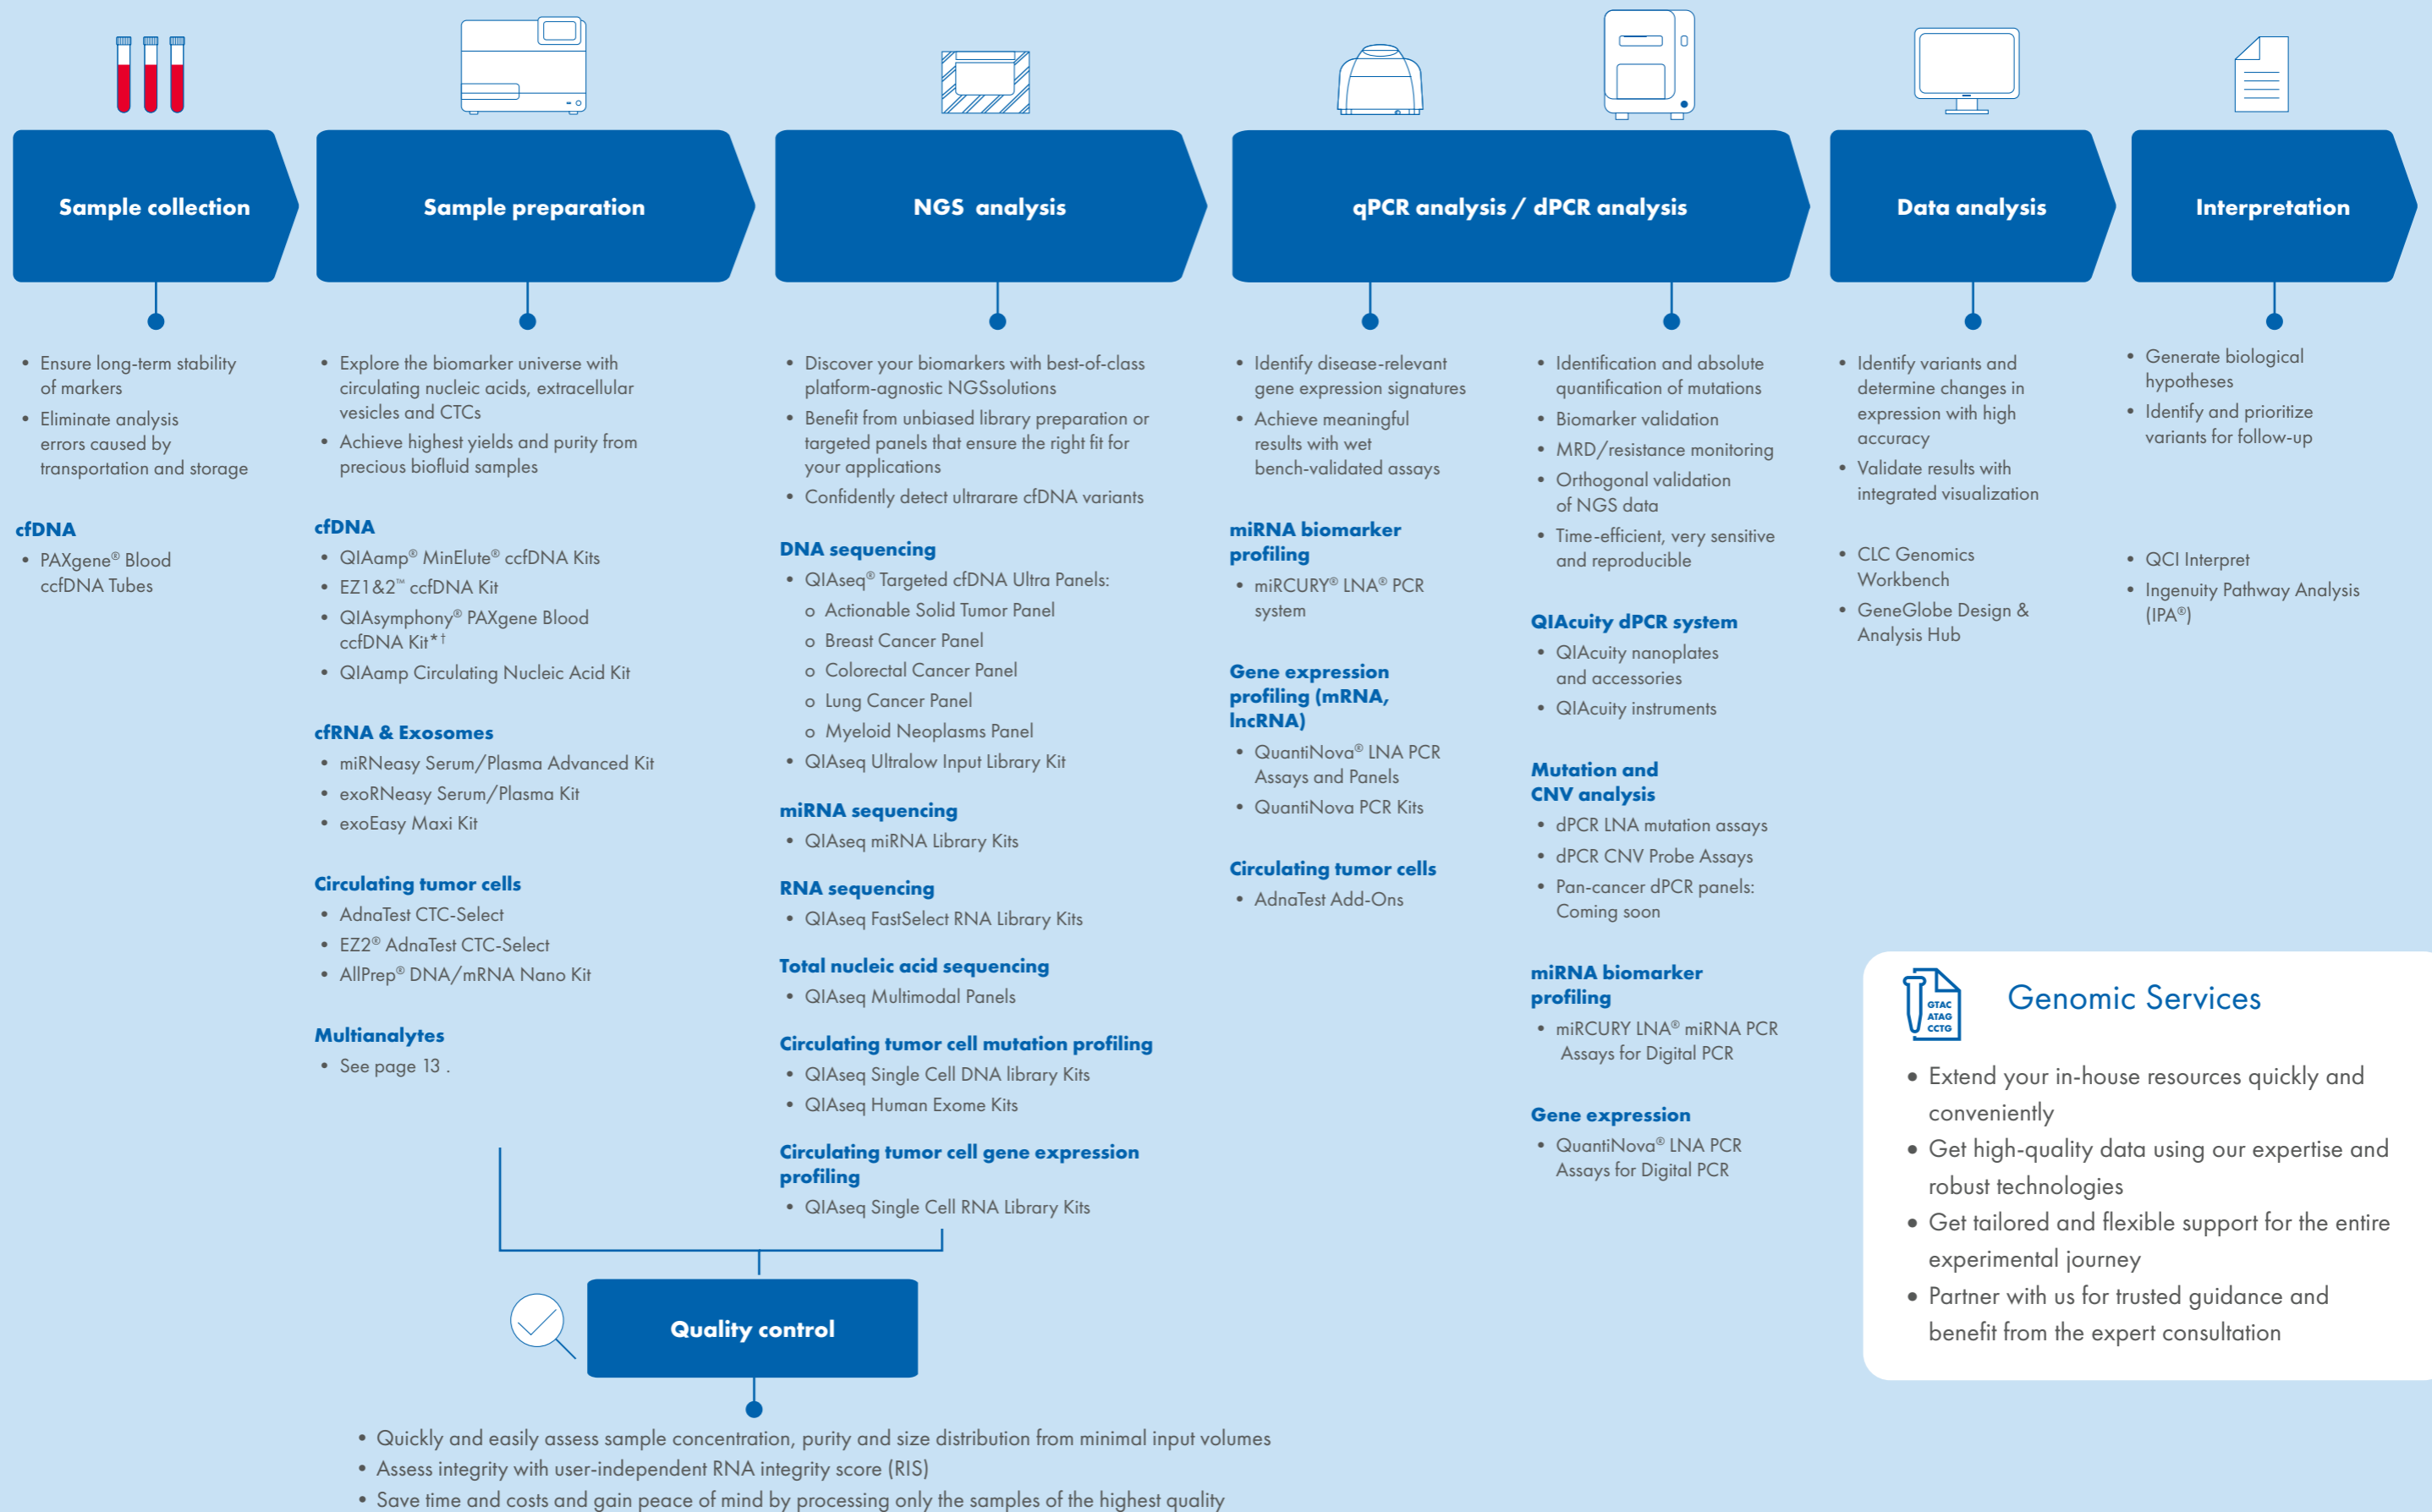 Sample collection
Sample preparation
NGS analysis
qPCR analysis / dPCR analysis
Data analysis
Interpretation
• Ensure long-term stability
of markers
• Eliminate analysis
errors caused by
transportation and storage
cfDNA
• PAXgene® Blood
ccfDNA Tubes
• Explore the biomarker universe with
circulating nucleic acids, extracellular
vesicles and CTCs
• Achieve highest yields and purity from
precious biofluid samples
cfDNA
• QIAamp® MinElute® ccfDNA Kits
• EZ1&2™ ccfDNA Kit
• QIAsymphony® PAXgene Blood
ccfDNA Kit*†
• QIAamp Circulating Nucleic Acid Kit
cfRNA & Exosomes
• miRNeasy Serum/Plasma Advanced Kit
• exoRNeasy Serum/Plasma Kit
• exoEasy Maxi Kit
Circulating tumor cells
• AdnaTest CTC-Select
• EZ2® AdnaTest CTC-Select
• AllPrep® DNA/mRNA Nano Kit
Multianalytes
• See page 13 .
• Discover your biomarkers with best-of-class
platform-agnostic NGSsolutions
• Benefit from unbiased library preparation or
targeted panels that ensure the right fit for
your applications
• Confidently detect ultrarare cfDNA variants
DNA sequencing
• QIAseq® Targeted cfDNA Ultra Panels:
o Actionable Solid Tumor Panel
o Breast Cancer Panel
o Colorectal Cancer Panel
o Lung Cancer Panel
o Myeloid Neoplasms Panel
• QIAseq Ultralow Input Library Kit
miRNA sequencing
• QIAseq miRNA Library Kits
RNA sequencing
• QIAseq FastSelect RNA Library Kits
Total nucleic acid sequencing
• QIAseq Multimodal Panels
Circulating tumor cell mutation profiling
• QIAseq Single Cell DNA library Kits
• QIAseq Human Exome Kits
Circulating tumor cell gene expression
profiling
• QIAseq Single Cell RNA Library Kits
• Identify disease-relevant
gene expression signatures
• Achieve meaningful
results with wet
bench-validated assays
miRNA biomarker
profiling
• miRCURY® LNA® PCR
system
Gene expression
profiling (mRNA,
lncRNA)
• QuantiNova® LNA PCR
Assays and Panels
• QuantiNova PCR Kits
Circulating tumor cells
• AdnaTest Add-Ons
• Identification and absolute
quantification of mutations
• Biomarker validation
• MRD/resistance monitoring
• Orthogonal validation
of NGS data
• Time-efficient, very sensitive
and reproducible
QIAcuity dPCR system
• QIAcuity nanoplates
and accessories
• QIAcuity instruments
Mutation and
CNV analysis
• dPCR LNA mutation assays
• dPCR CNV Probe Assays
• Pan-cancer dPCR panels:
Coming soon
miRNA biomarker
profiling
• miRCURY LNA® miRNA PCR
Assays for Digital PCR
Gene expression
• QuantiNova® LNA PCR
Assays for Digital PCR
• Identify variants and
determine changes in
expression with high
accuracy
• Validate results with
integrated visualization
• CLC Genomics
Workbench
• GeneGlobe Design &
Analysis Hub
• Generate biological
hypotheses
• Identify and prioritize
variants for follow-up
• QCI Interpret
• Ingenuity Pathway Analysis
(IPA®)
GTAC
ATAG
CCTG
Genomic Services
• Extend your in-house resources quickly and
conveniently
• Get high-quality data using our expertise and
robust technologies
• Get tailored and flexible support for the entire
experimental journey
• Partner with us for trusted guidance and
benefit from the expert consultation
Quality control
• Quickly and easily assess sample concentration, purity and size distribution from minimal input volumes
• Assess integrity with user-independent RNA integrity score (RIS)
• Save time and costs and gain peace of mind by processing only the samples of the highest quality